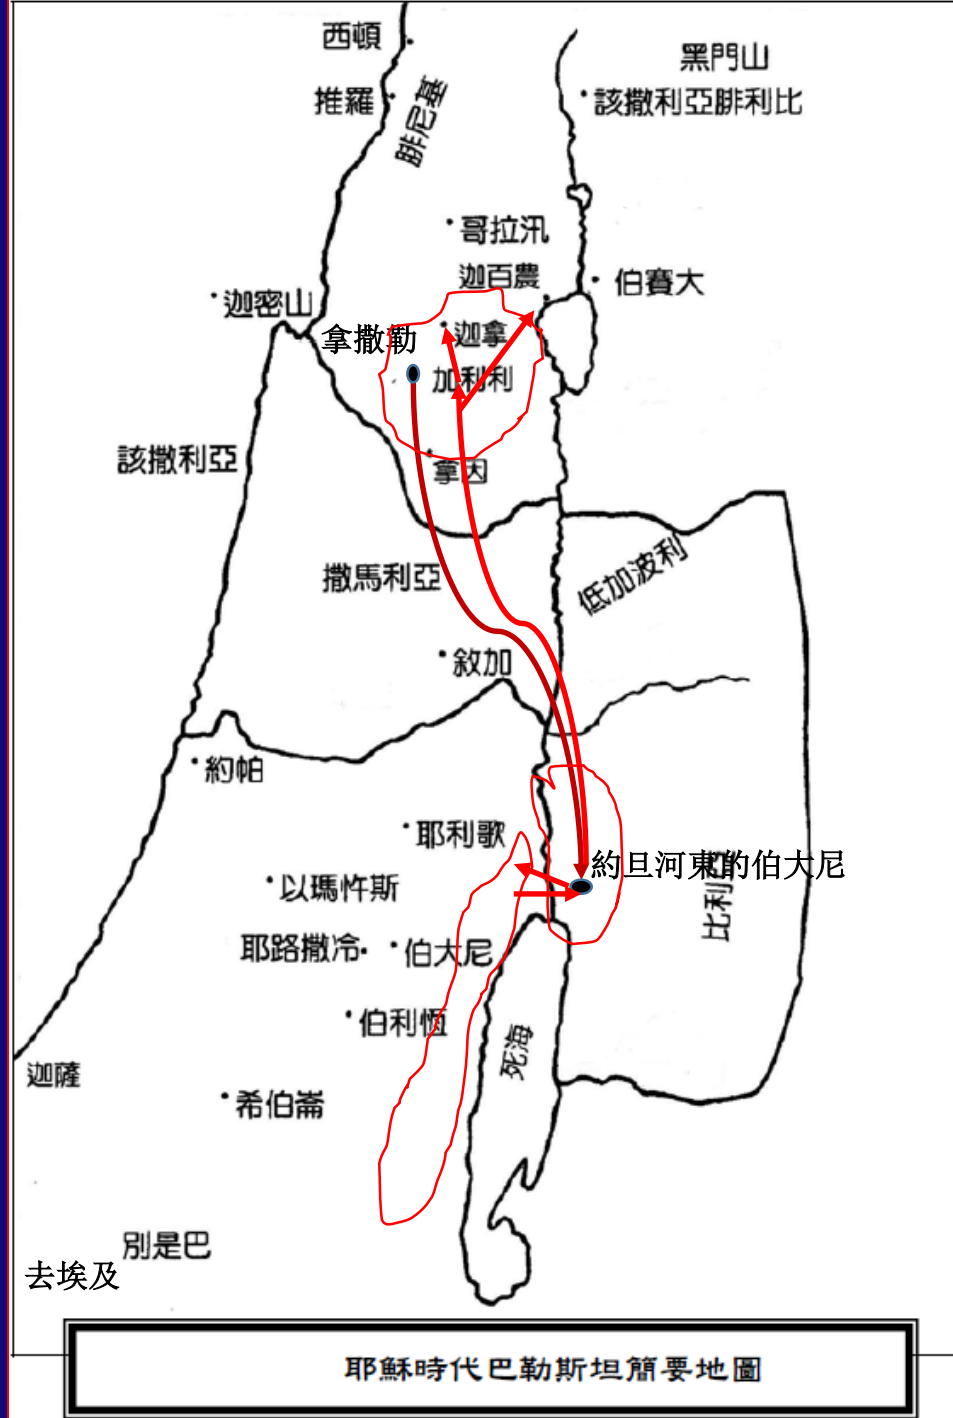 西頓
黑門山
推羅
該撒利亞腓利比
腓尼基
哥拉汛
迦百農
伯賽大
迦密山
拿撒勒
迦拿
加利利
該撒利亞
拿因
撒馬利亞
低加波利
敘加
約帕
耶利歌
約旦河東的伯大尼
以瑪忤斯
比利亞
耶路撒冷
伯大尼
伯利恆
死海
迦薩
希伯崙
別是巴
去埃及
耶穌時代巴勒斯坦簡要地圖